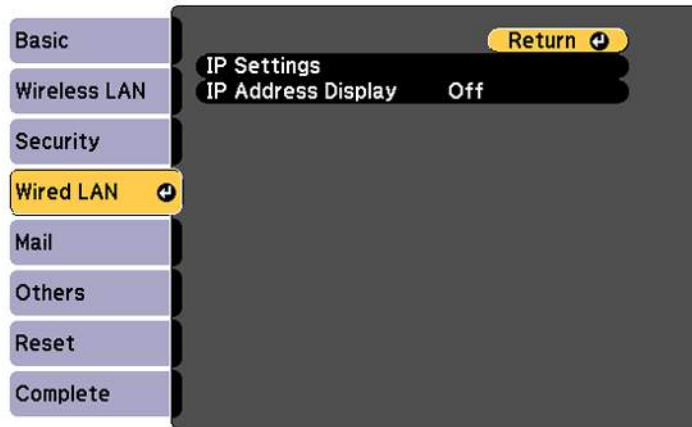 Basic
Wireless LAN
Security
Wired LAN
Mail
Others
Reset
Complete
Return
IP Settings
IP Address Display Off